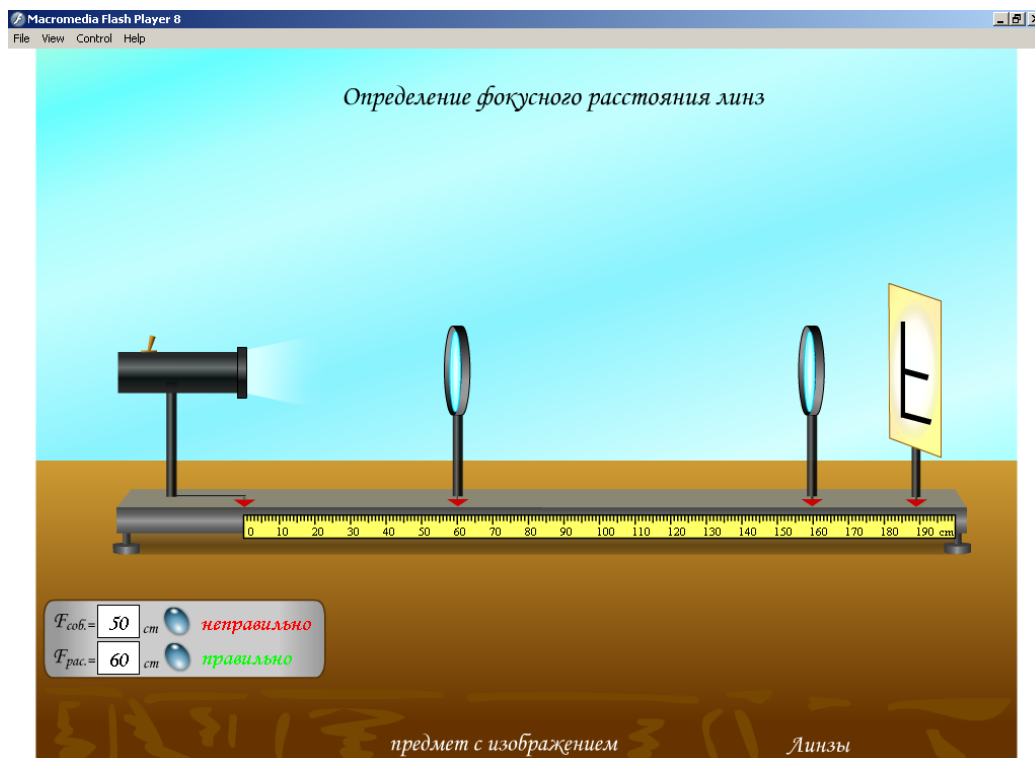 Macromedia Flash Player 8
File View Control Help
Определение фокусного расстояния линз
0 10 20 30 40 50 60 70 80 90 100 110 120 130 140 150 160 170 180 190 cm
Fсоб.= 50 cm неправильно
Fрас.= 60 cm правильно
предмет с изображением Линзы